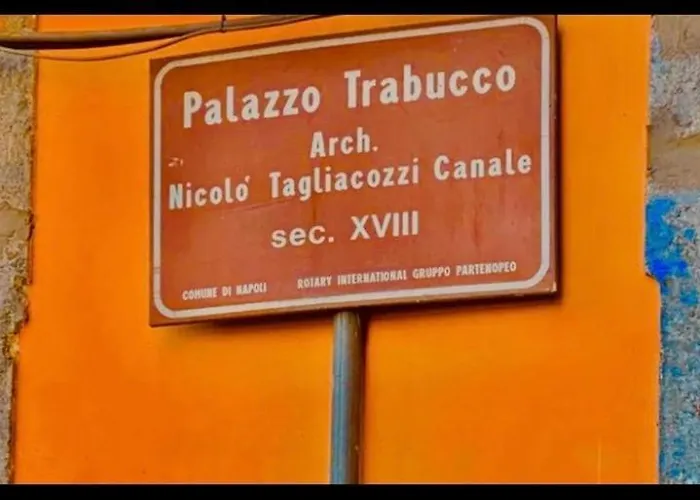 Palazzo Trabucco
Arch.
Nicolo' Tagliacozzi Canale
sec. XVIII
COMUNE DI NAPOLI ROTARY INTERNATIONAL GRUPPO PARTENOPEO